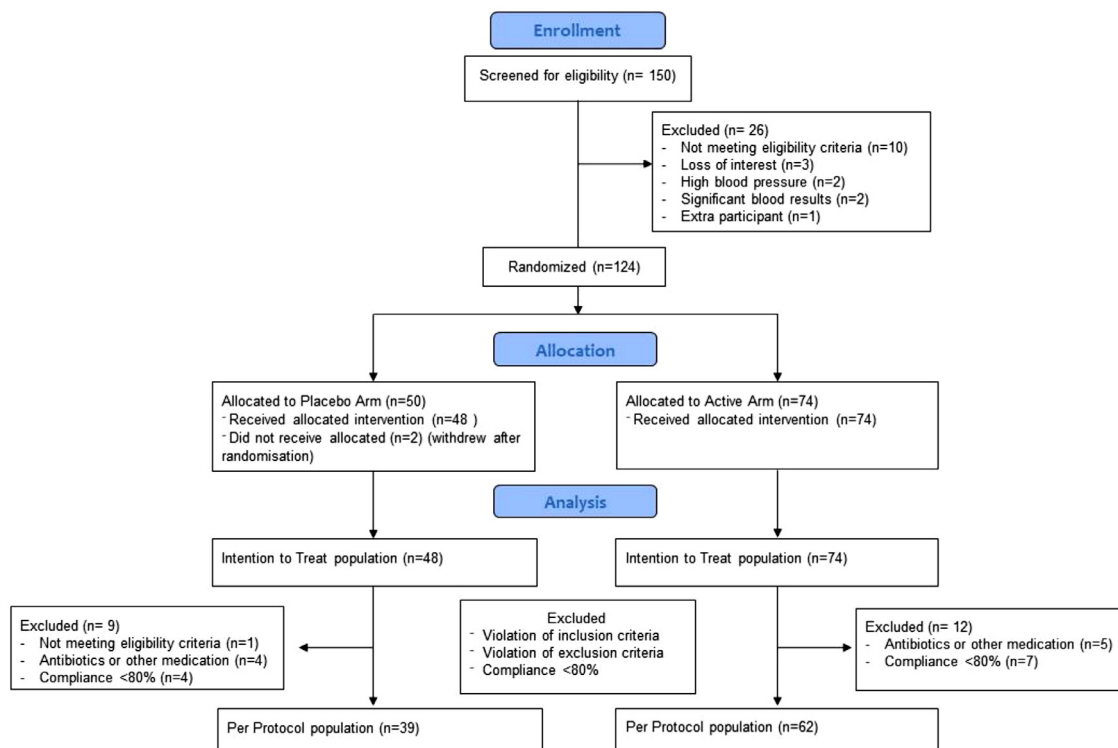 Enrollment
Screened for eligibility (n= 150)
Excluded (n= 26)
- Not meeting eligibility criteria (n=10)
- Loss of interest (n=3)
- High blood pressure (n=2)
- Significant blood results (n=2)
- Extra participant (n=1)
Randomized (n=124)
Allocation
Allocated to Placebo Arm (n=50)
- Received allocated intervention (n=48 )
- Did not receive allocated (n=2) (withdrew after
randomisation)
Allocated to Active Arm (n=74)
- Received allocated intervention (n=74)
Analysis
Intention to Treat population (n=48)
Intention to Treat population (n=74)
Excluded (n= 9)
- Not meeting eligibility criteria (n=1)
- Antibiotics or other medication (n=4)
- Compliance <80% (n=4)
Excluded
- Violation of inclusion criteria
- Violation of exclusion criteria
- Compliance <80%
Excluded (n= 12)
- Antibiotics or other medication (n=5)
- Compliance <80% (n=7)
Per Protocol population (n=39)
Per Protocol population (n=62)